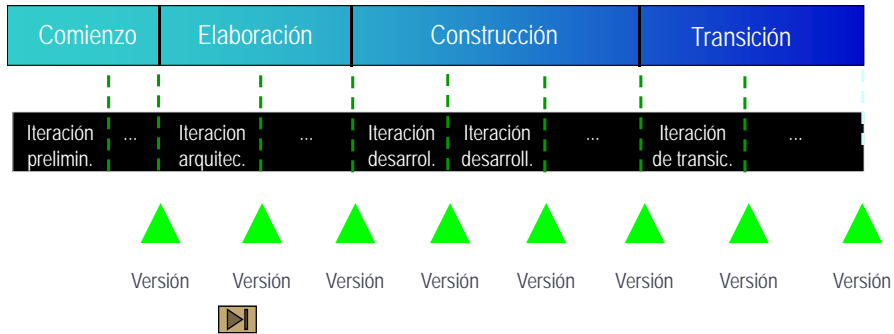 Comienzo Elaboración Construcción Transición
Iteración ... Iteracion ... Iteración Iteración ... Iteración ...
prelimin. arquitec. desarrol. desarroll. de transic.
Versión Versión Versión Versión Versión Versión Versión Versión